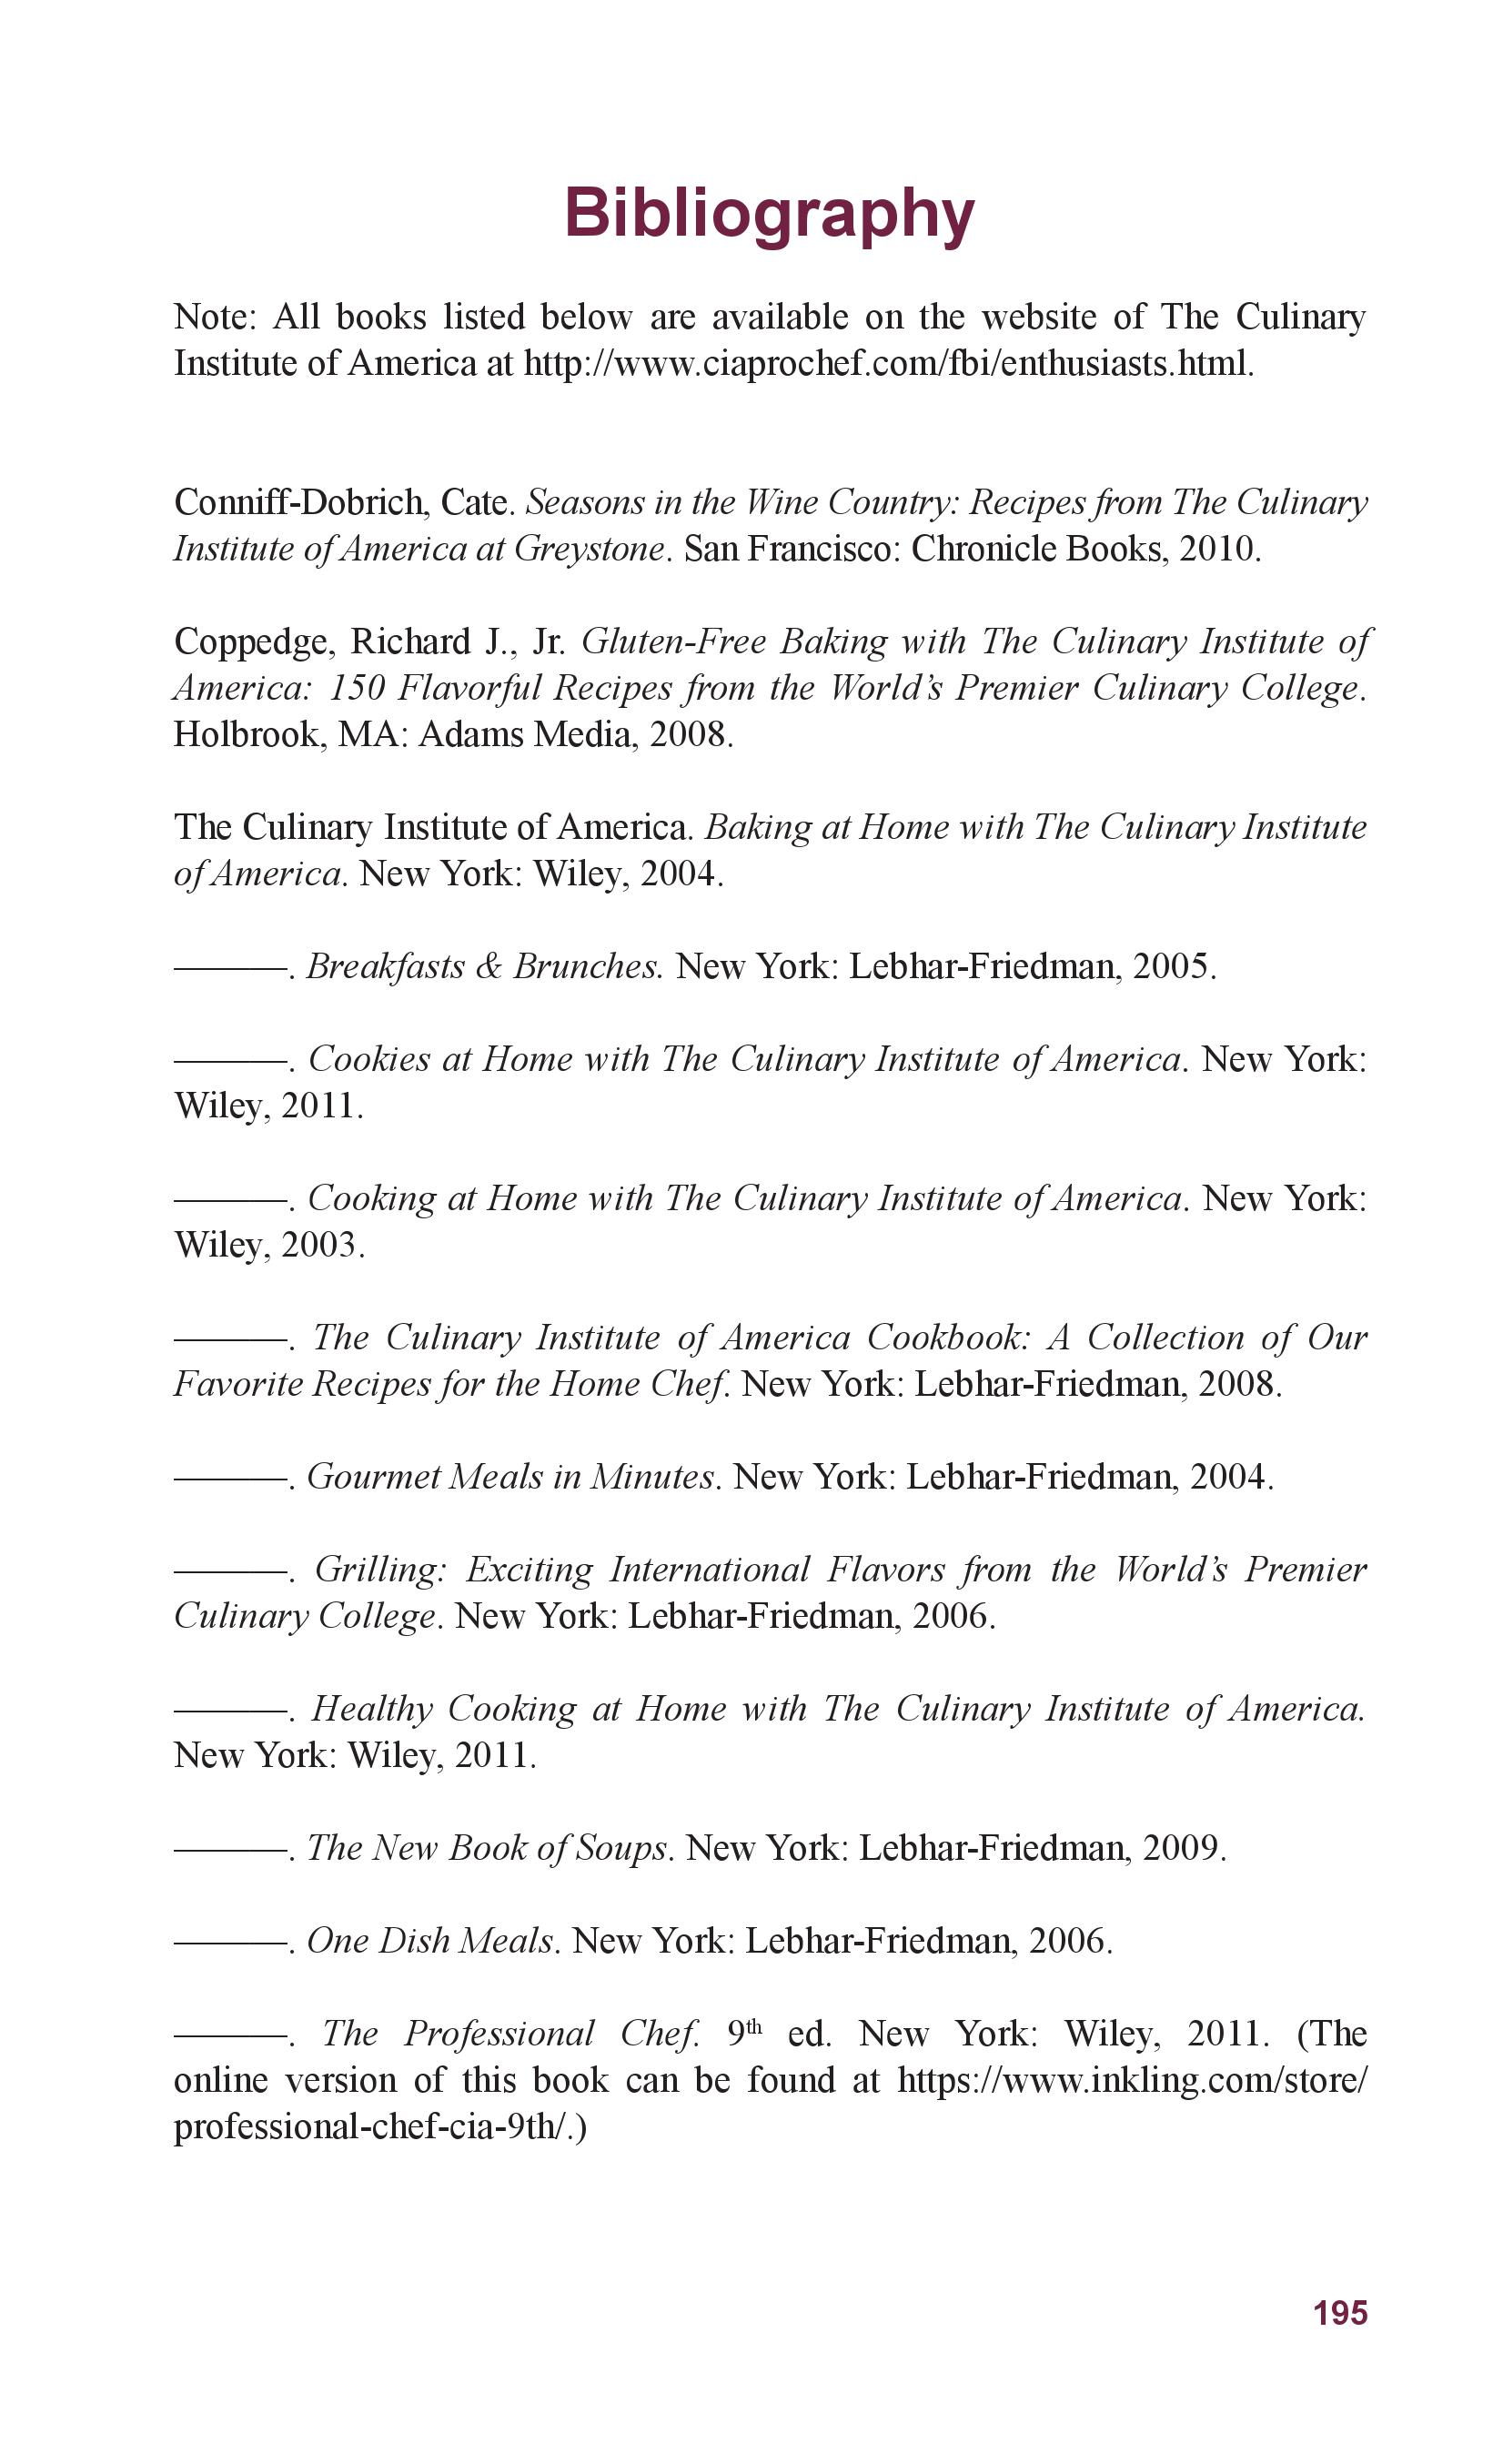 Bibliography
Note: All books listed below are available on the website of The Culinary
Institute of America at http://www.ciaprochef.com/fbi/enthusiasts.html.
Conniff-Dobrich, Cate. Seasons in the Wine Country: Recipes from The Culinary
Institute of America at Greystone. San Francisco: Chronicle Books, 2010.
Coppedge, Richard J., Jr. Gluten-Free Baking with The Culinary Institute of
America: 150 Flavorful Recipes from the World’s Premier Culinary College.
Holbrook, MA: Adams Media, 2008.
The Culinary Institute of America. Baking at Home with The Culinary Institute
of America. New York: Wiley, 2004.
———. Breakfasts & Brunches. New York: Lebhar-Friedman, 2005.
———. Cookies at Home with The Culinary Institute of America. New York:
Wiley, 2011.
———. Cooking at Home with The Culinary Institute of America. New York:
Wiley, 2003.
———. The Culinary Institute of America Cookbook: A Collection of Our
Favorite Recipes for the Home Chef. New York: Lebhar-Friedman, 2008.
———. Gourmet Meals in Minutes. New York: Lebhar-Friedman, 2004.
———. Grilling: Exciting International Flavors from the World’s Premier
Culinary College. New York: Lebhar-Friedman, 2006.
———. Healthy Cooking at Home with The Culinary Institute of America.
New York: Wiley, 2011.
———. The New Book of Soups. New York: Lebhar-Friedman, 2009.
———. One Dish Meals. New York: Lebhar-Friedman, 2006.
———. The Professional Chef. 9th ed. New York: Wiley, 2011. (The
online version of this book can be found at https://www.inkling.com/store/
professional-chef-cia-9th/.)
195